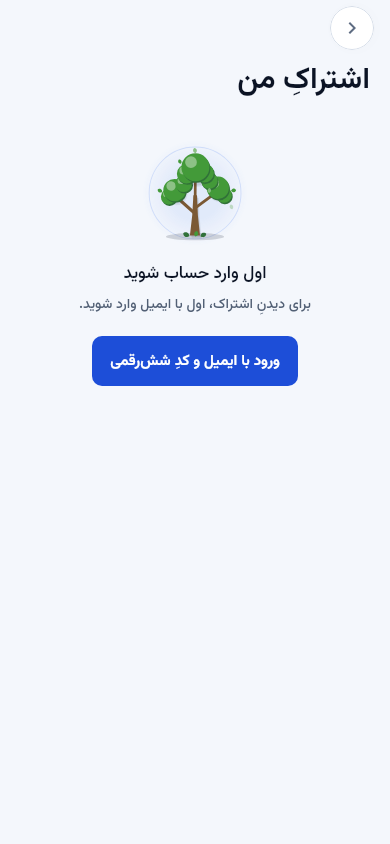 اشتراکِ من
اول وارد حساب شوید
برای دیدنِ اشتراک، اول با ایمیل وارد شوید.
ورود با ایمیل و کدِ شش‌رقمی